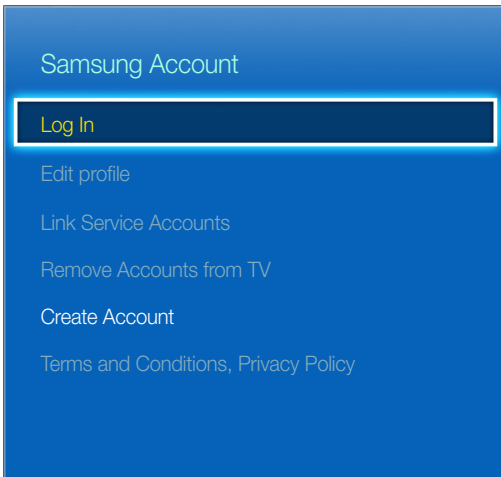 Samsung Account
Log In
Edit profile
Link Service Accounts
Remove Accounts from TV
Create Account
Terms and Conditions, Privacy Policy